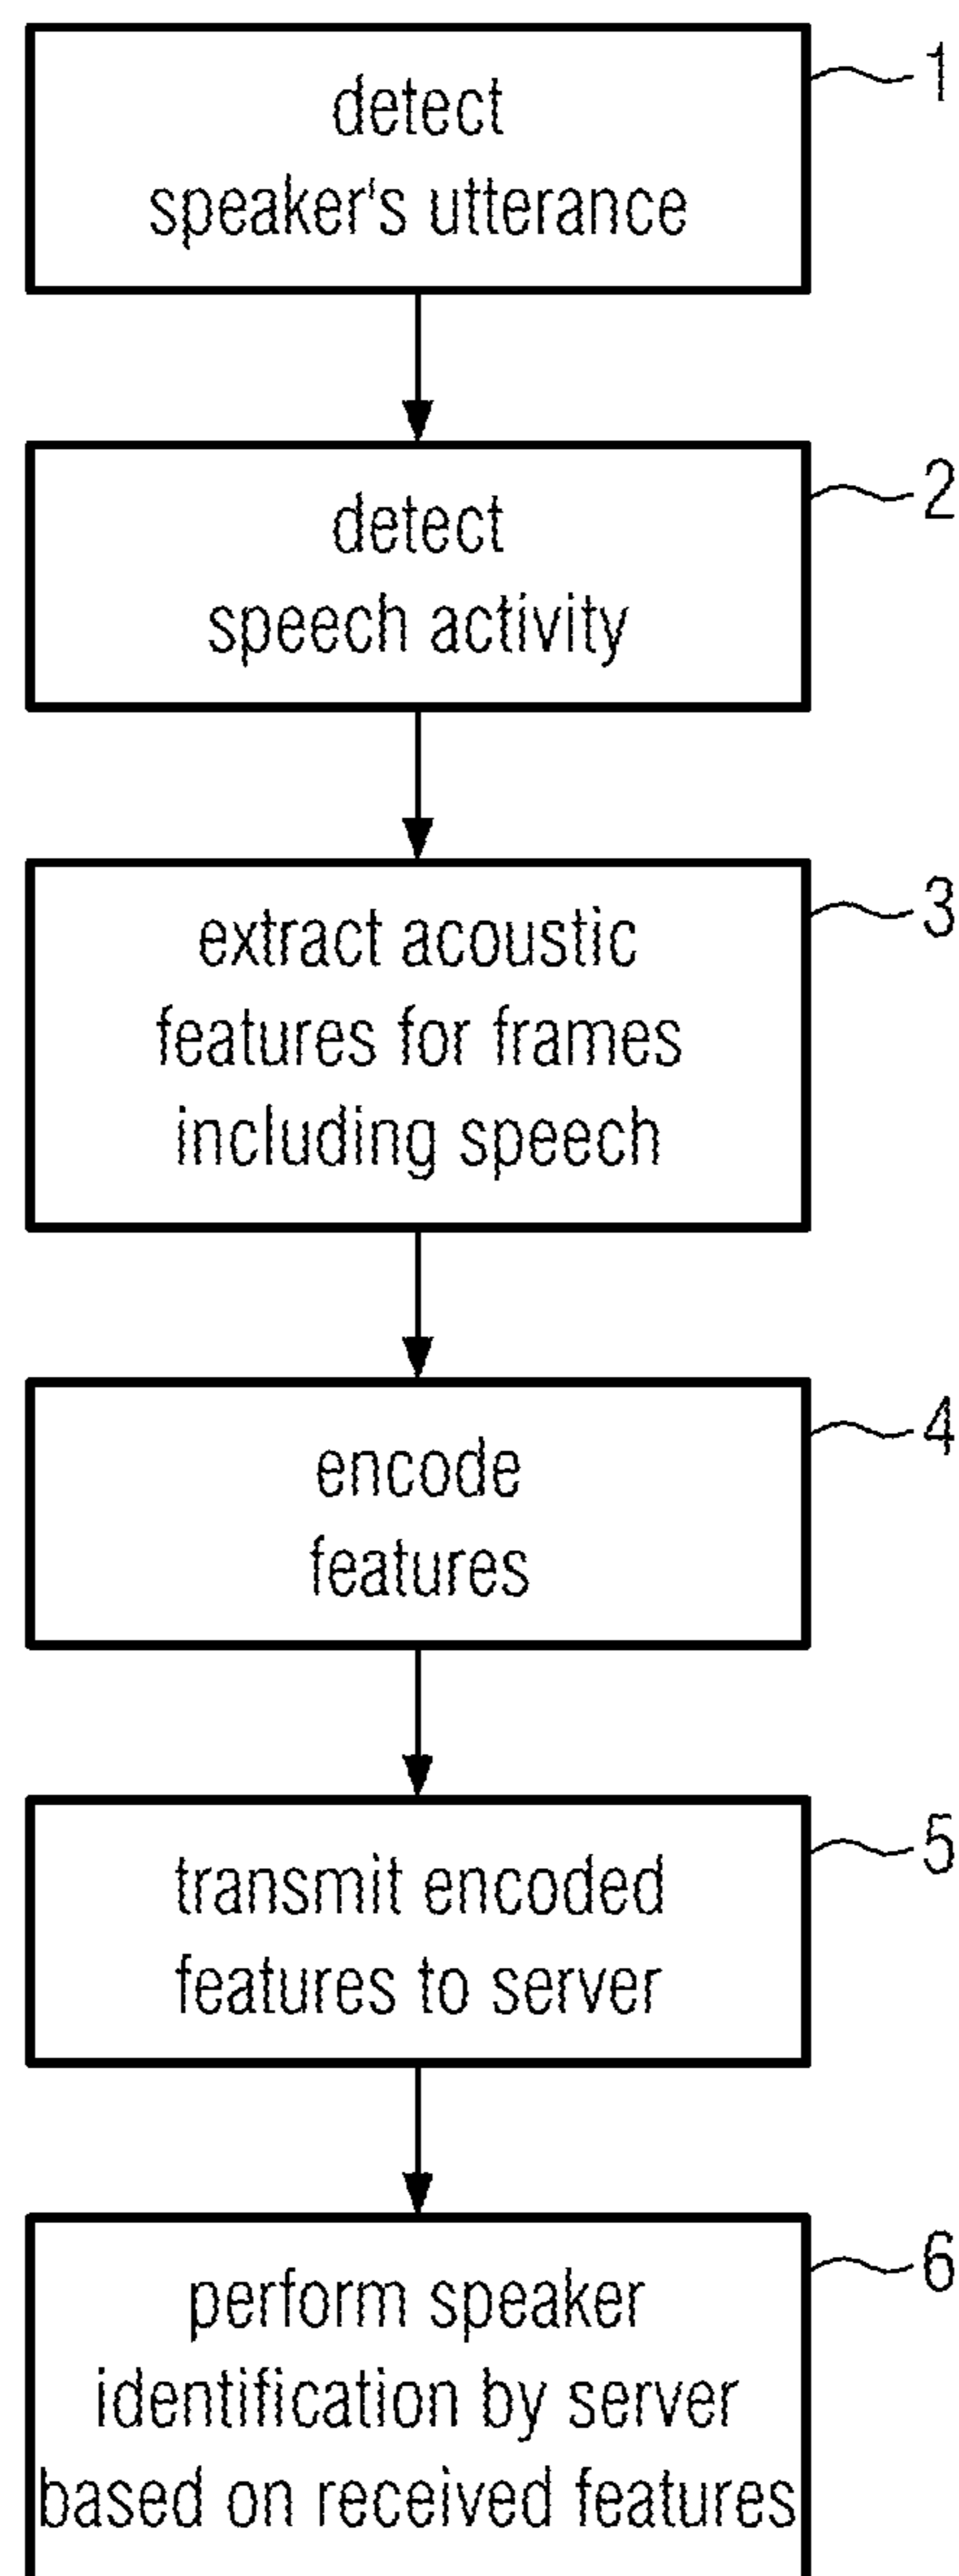 detect
speaker's utterance
1
detect
speech activity
2
extract acoustic
features for frames
including speech
3
encode
features
4
transmit encoded
features to server
5
perform speaker
identification by server
based on received features
6